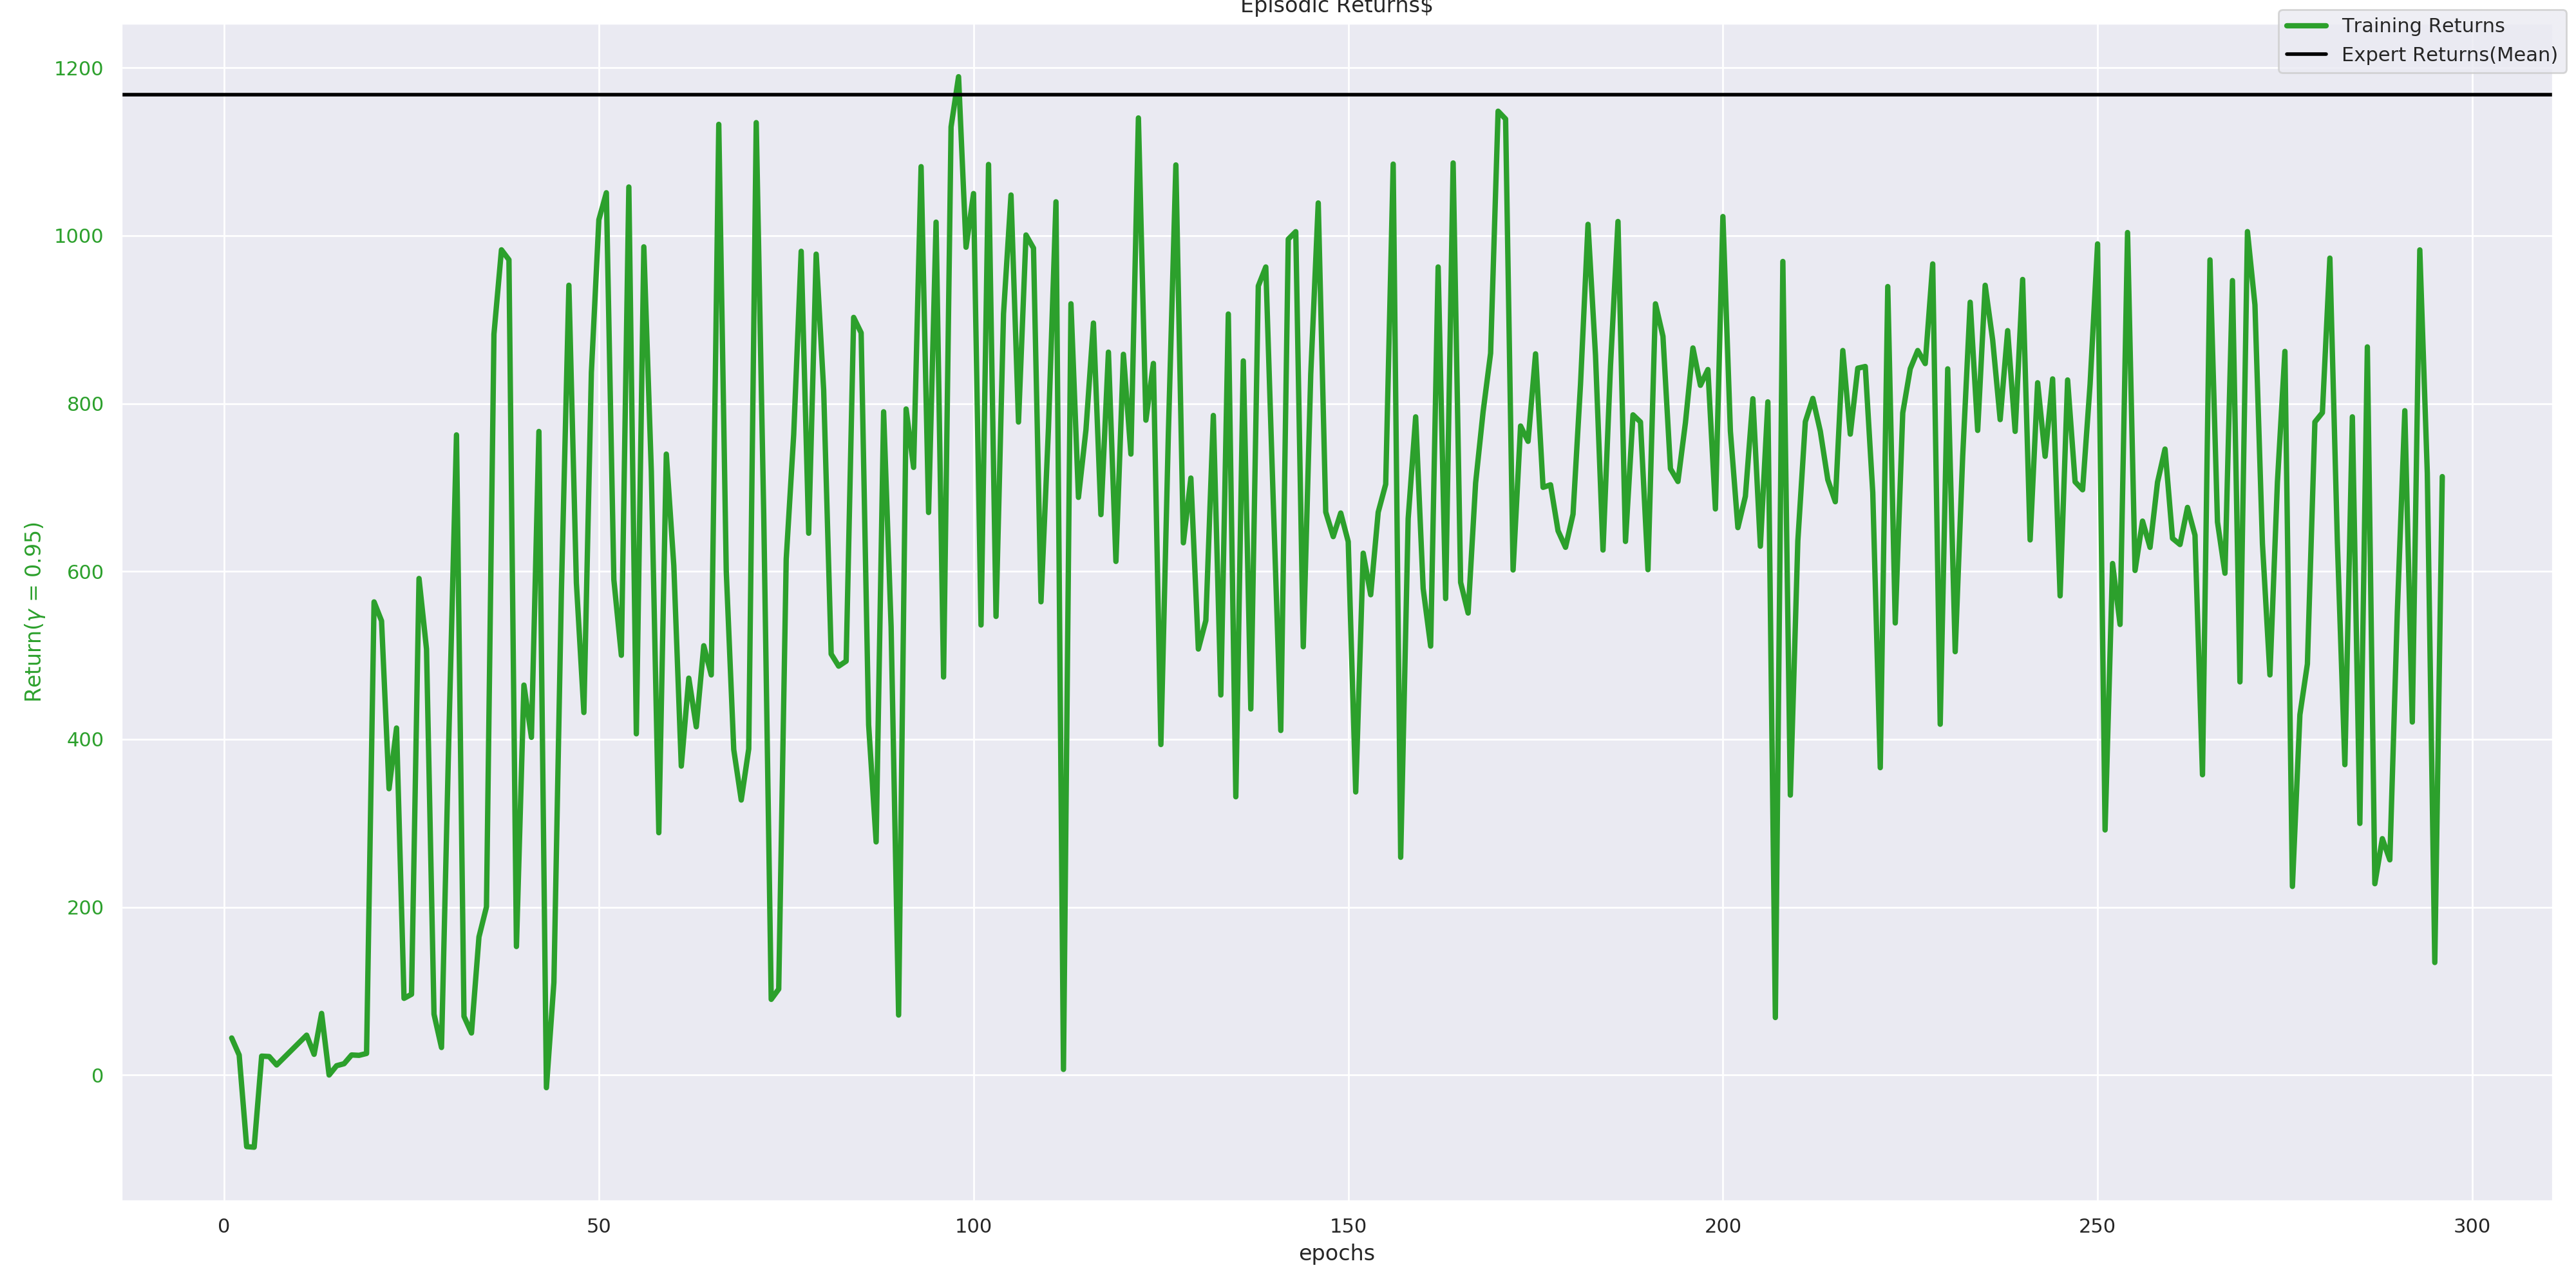 Episodic Returns$
Training Returns
Expert Returns(Mean)
1200
1000
800
600
400
200
0
Return(γ = 0.95)
0 50 100 150 200 250 300
epochs